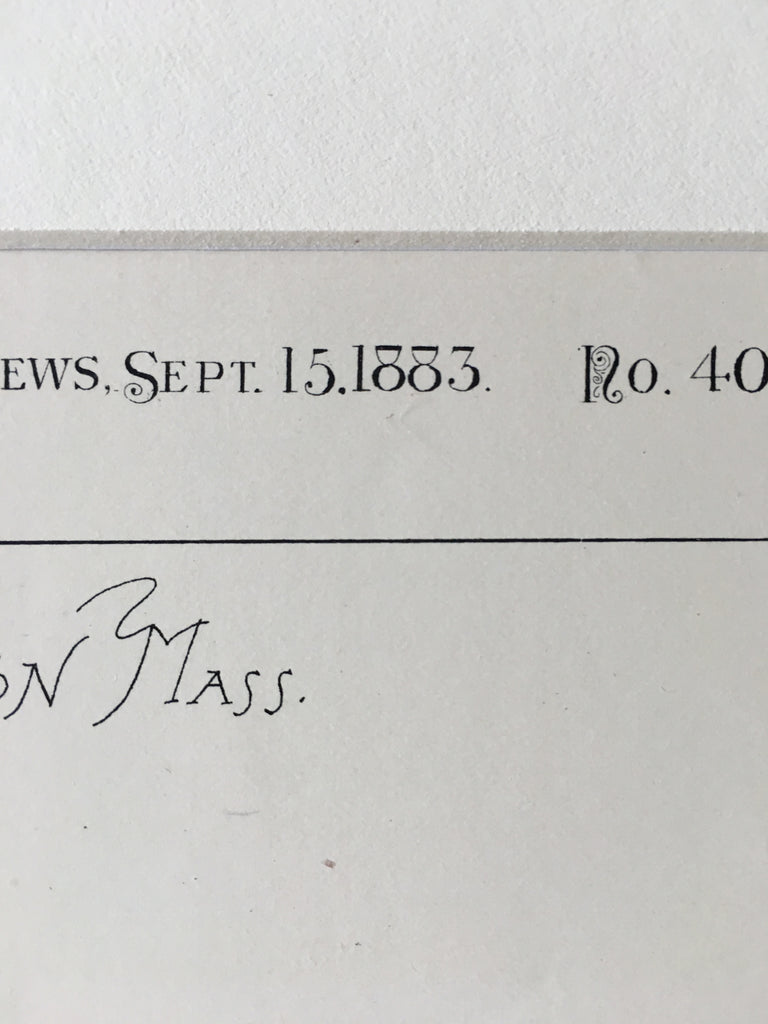 EWS, SEPT. 15.1883. No. 40
ON MASS.